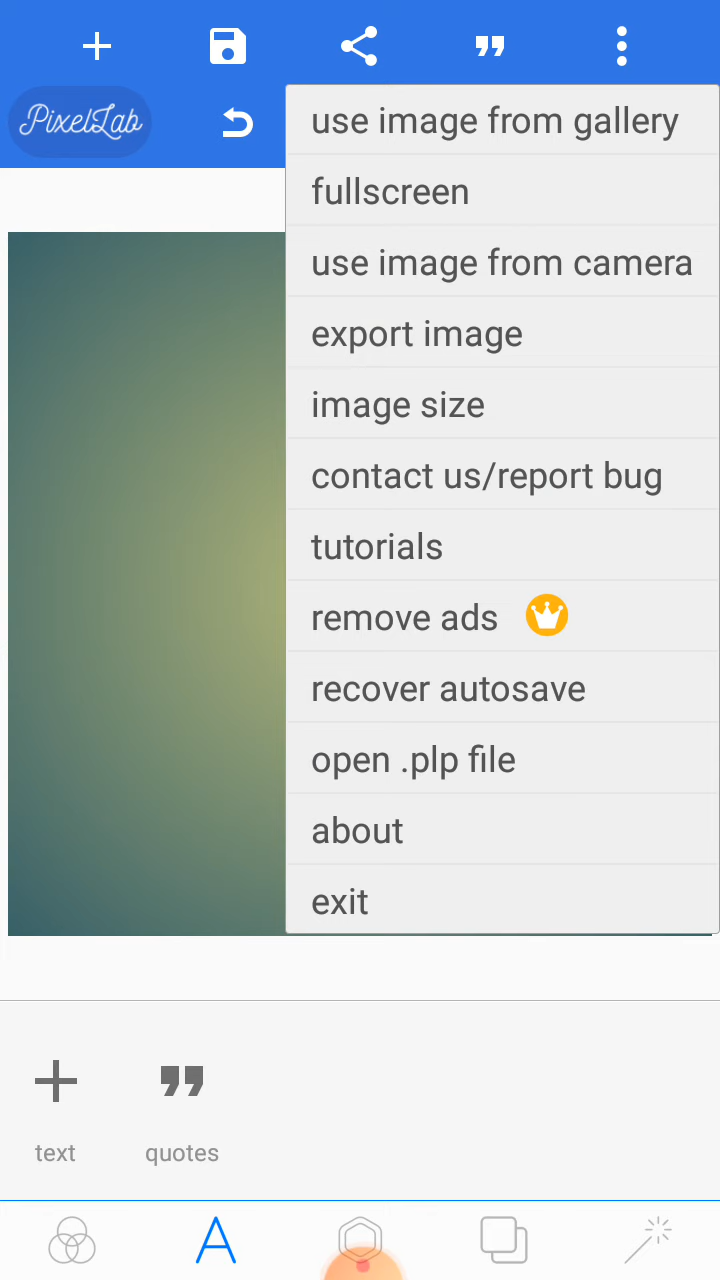 PixelLab
use image from gallery
fullscreen
use image from camera
export image
image size
contact us/report bug
tutorials
remove ads
recover autosave
open .plp file
about
exit
text
quotes